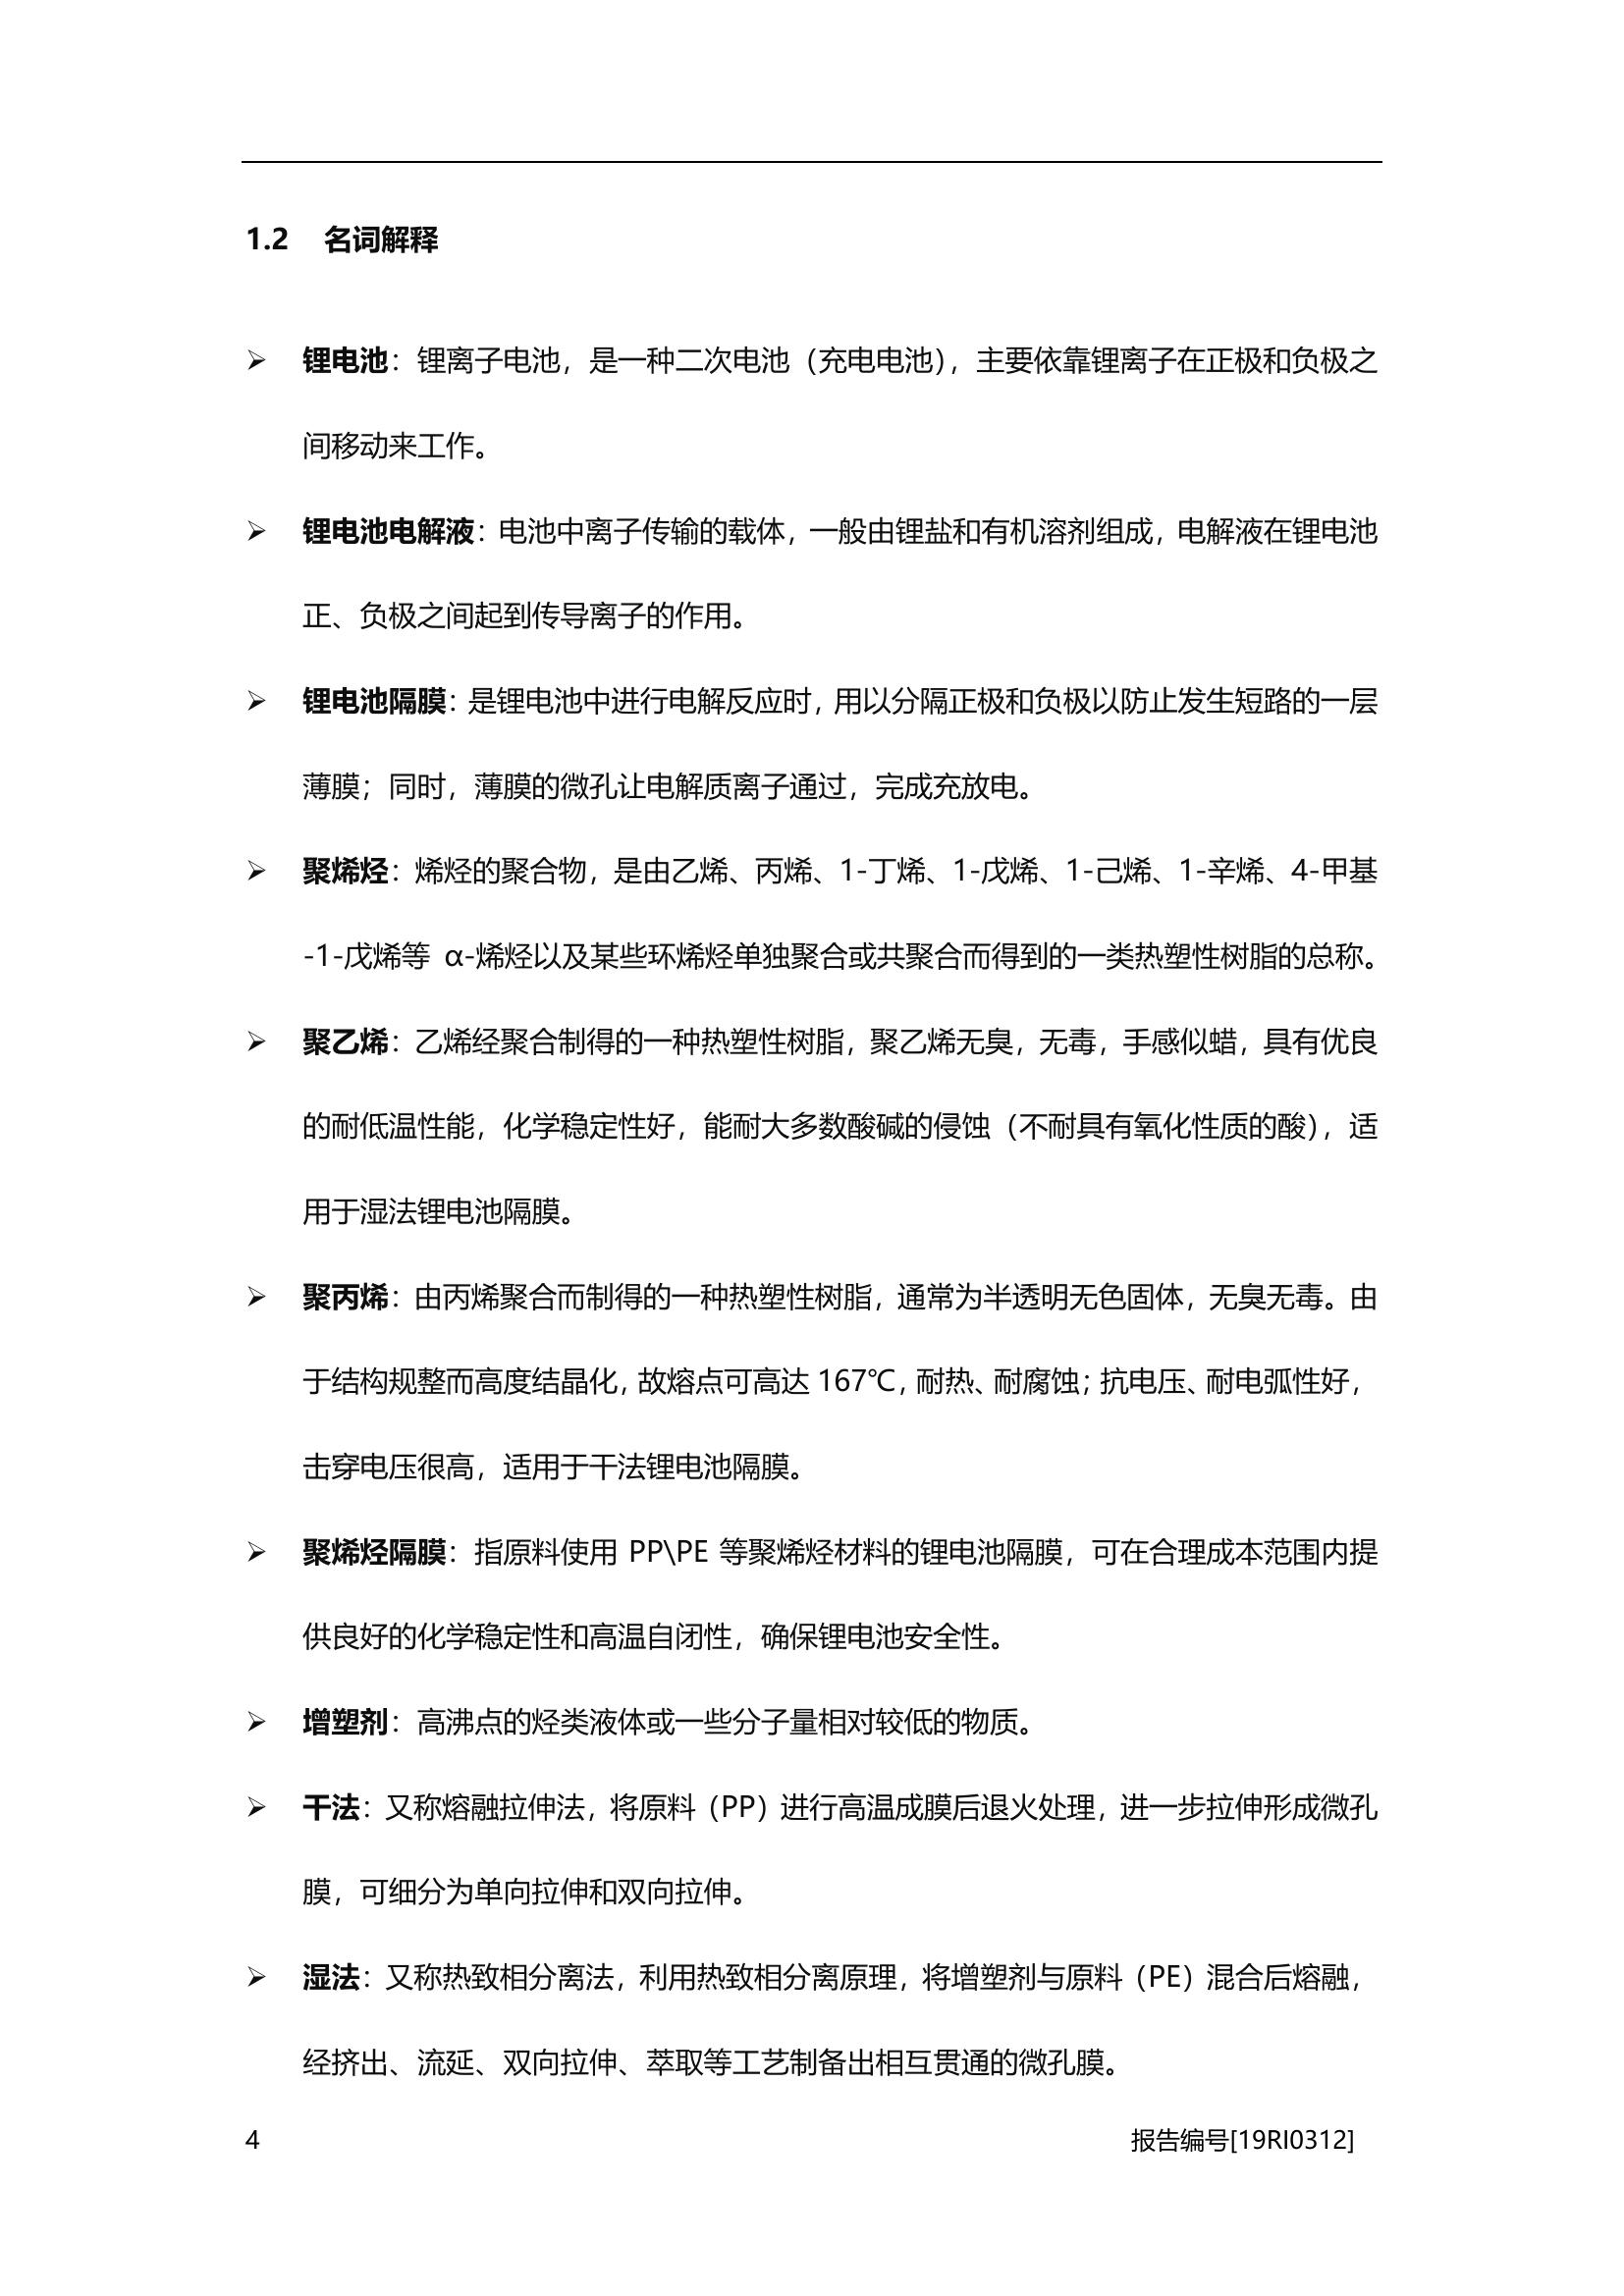 1.2 名词解释
➢ 锂电池：锂离子电池，是一种二次电池（充电电池），主要依靠锂离子在正极和负极之
间移动来工作。
➢ 锂电池电解液：电池中离子传输的载体，一般由锂盐和有机溶剂组成，电解液在锂电池
正、负极之间起到传导离子的作用。
➢ 锂电池隔膜：是锂电池中进行电解反应时，用以分隔正极和负极以防止发生短路的一层
薄膜；同时，薄膜的微孔让电解质离子通过，完成充放电。
➢ 聚烯烃：烯烃的聚合物，是由乙烯、丙烯、1-丁烯、1-戊烯、1-己烯、1-辛烯、4-甲基
-1-戊烯等 α-烯烃以及某些环烯烃单独聚合或共聚合而得到的一类热塑性树脂的总称。
➢ 聚乙烯：乙烯经聚合制得的一种热塑性树脂，聚乙烯无臭，无毒，手感似蜡，具有优良
的耐低温性能，化学稳定性好，能耐大多数酸碱的侵蚀（不耐具有氧化性质的酸），适
用于湿法锂电池隔膜。
➢ 聚丙烯：由丙烯聚合而制得的一种热塑性树脂，通常为半透明无色固体，无臭无毒。由
于结构规整而高度结晶化，故熔点可高达 167℃，耐热、耐腐蚀；抗电压、耐电弧性好，
击穿电压很高，适用于干法锂电池隔膜。
➢ 聚烯烃隔膜：指原料使用 PP\PE 等聚烯烃材料的锂电池隔膜，可在合理成本范围内提
供良好的化学稳定性和高温自闭性，确保锂电池安全性。
➢ 增塑剂：高沸点的烃类液体或一些分子量相对较低的物质。
➢ 干法：又称熔融拉伸法，将原料（PP）进行高温成膜后退火处理，进一步拉伸形成微孔
膜，可细分为单向拉伸和双向拉伸。
➢ 湿法：又称热致相分离法，利用热致相分离原理，将增塑剂与原料（PE）混合后熔融，
经挤出、流延、双向拉伸、萃取等工艺制备出相互贯通的微孔膜。
4 报告编号[19RI0312]